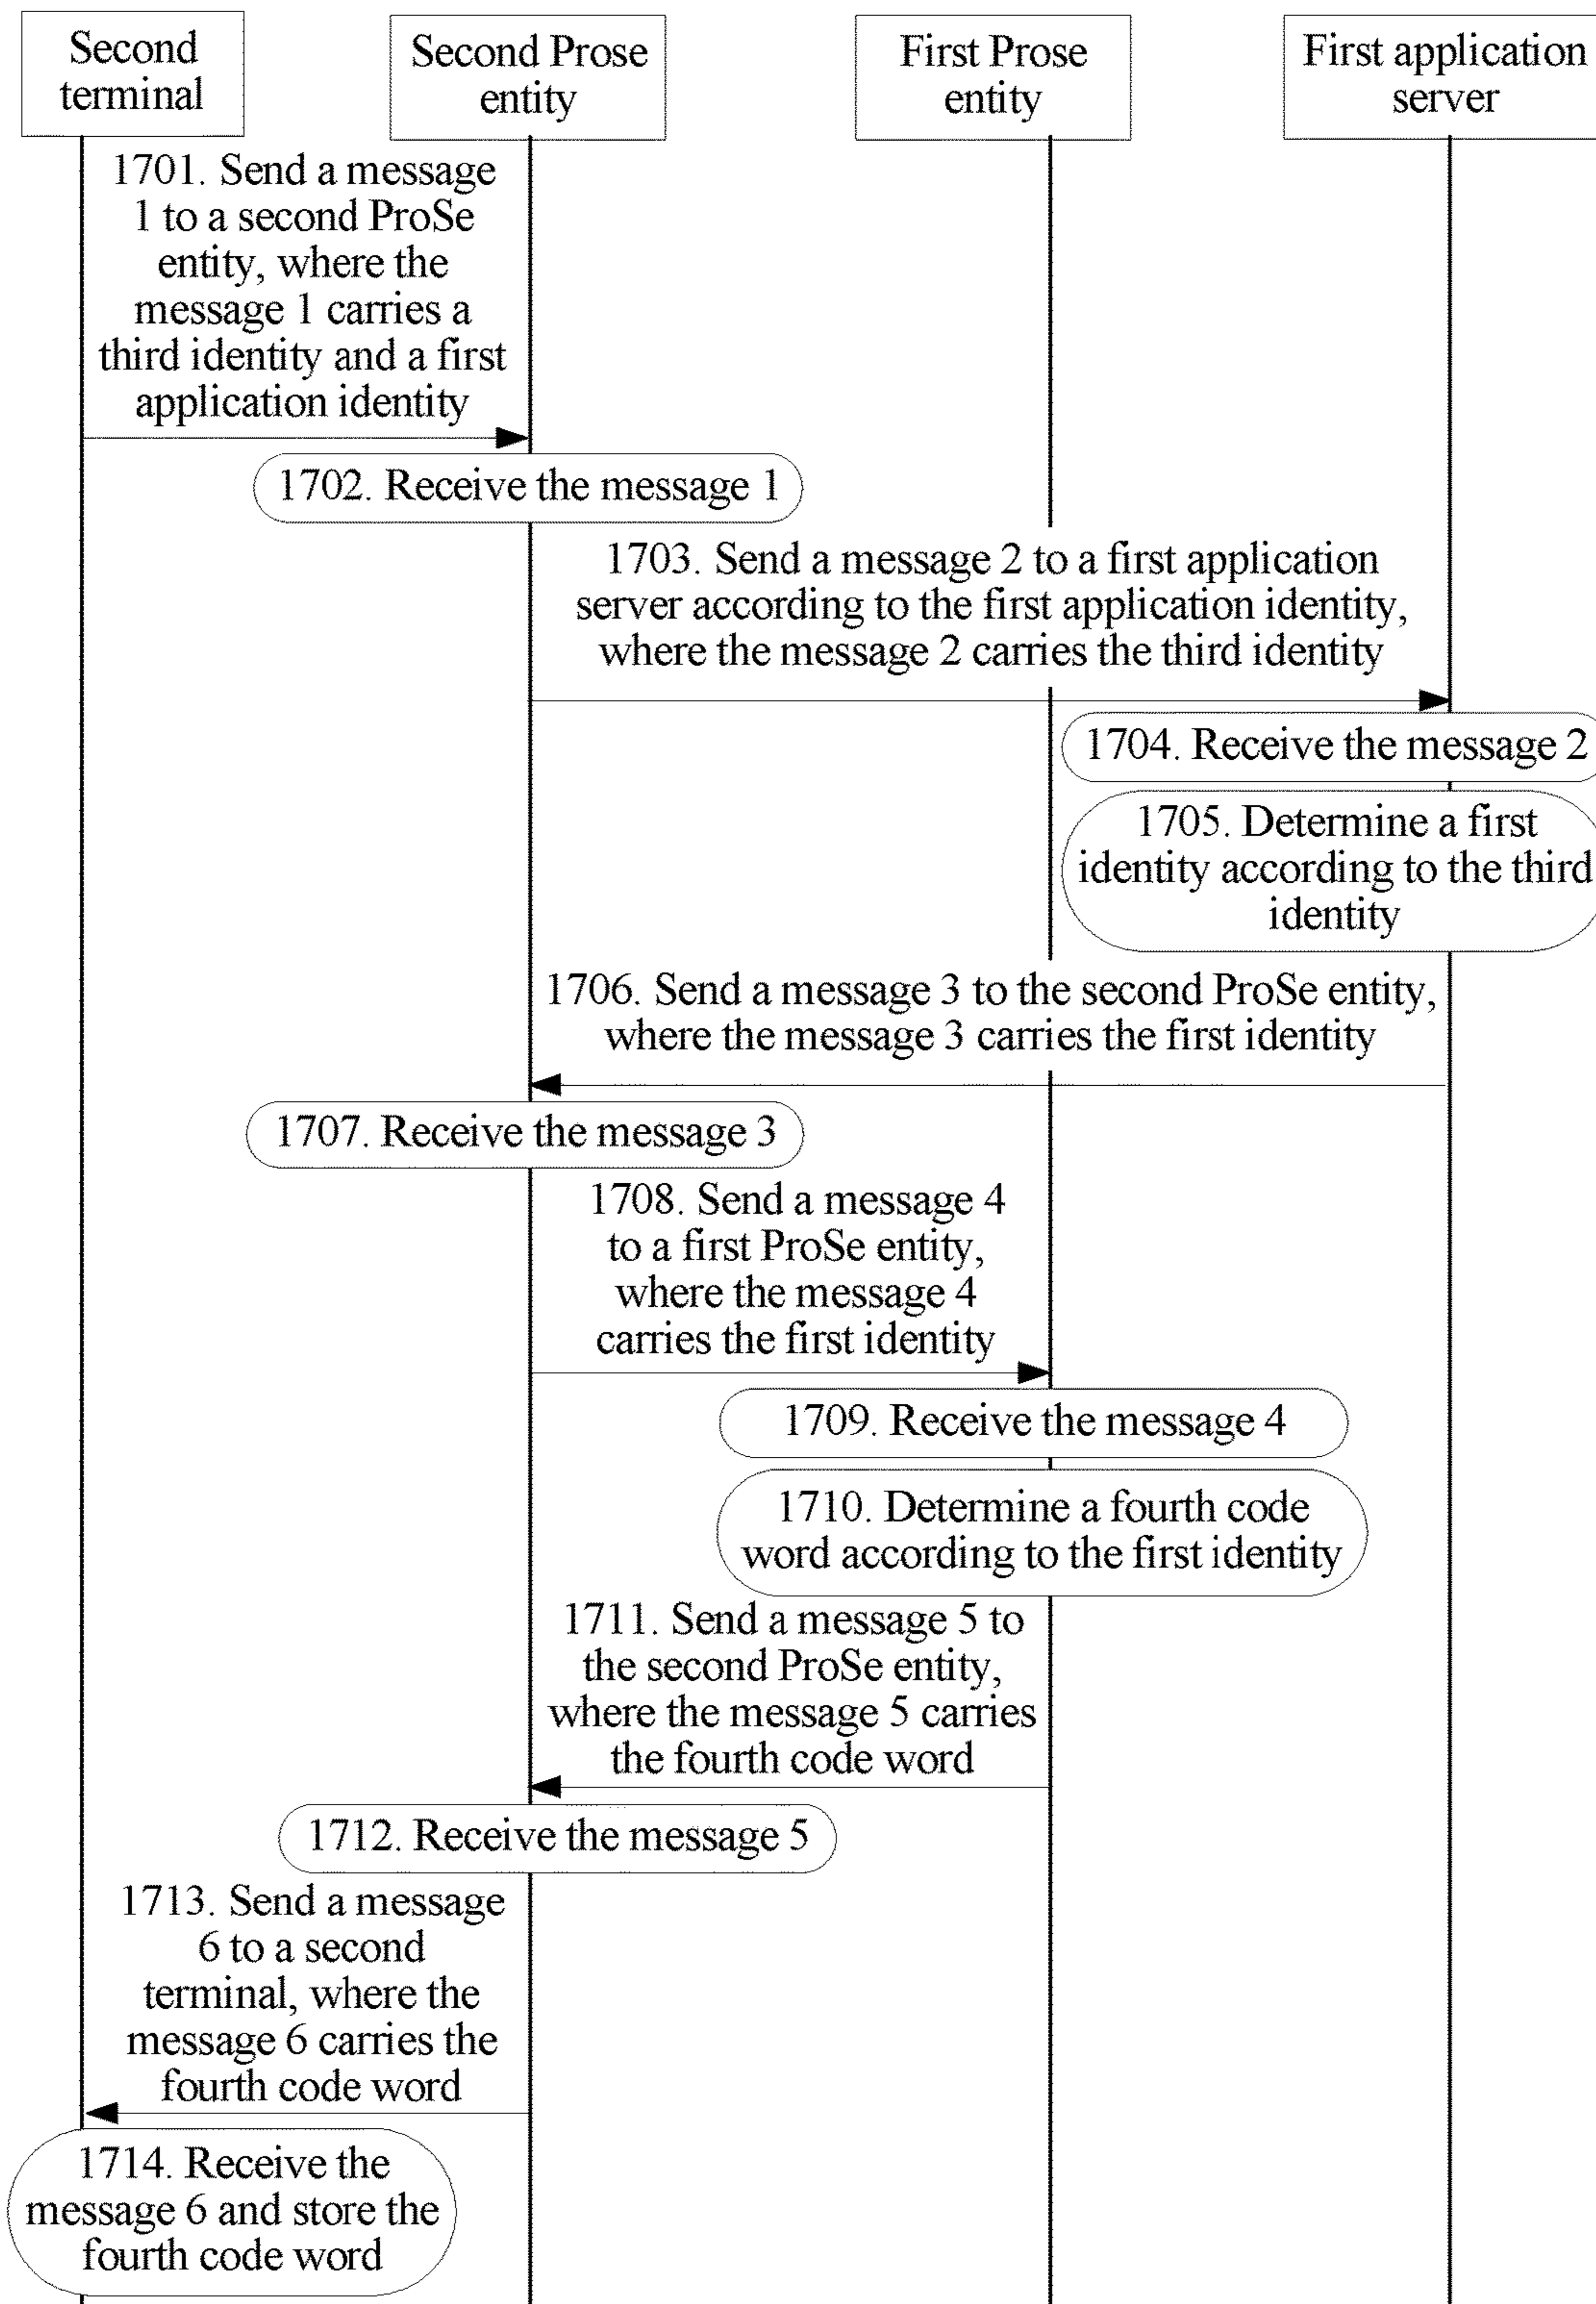 Second
terminal
Second Prose
entity
First Prose
entity
First application
server
1701. Send a message
1 to a second ProSe
entity, where the
message 1 carries a
third identity and a first
application identity
1702. Receive the message 1
1703. Send a message 2 to a first application
server according to the first application identity,
where the message 2 carries the third identity
1704. Receive the message 2
1705. Determine a first
identity according to the third
identity
1706. Send a message 3 to the second ProSe entity,
where the message 3 carries the first identity
1707. Receive the message 3
1708. Send a message 4
to a first ProSe entity,
where the message 4
carries the first identity
1709. Receive the message 4
1710. Determine a fourth code
word according to the first identity
1711. Send a message 5 to
the second ProSe entity,
where the message 5 carries
the fourth code word
1712. Receive the message 5
1713. Send a message
6 to a second
terminal, where the
message 6 carries the
fourth code word
1714. Receive the
message 6 and store the
fourth code word